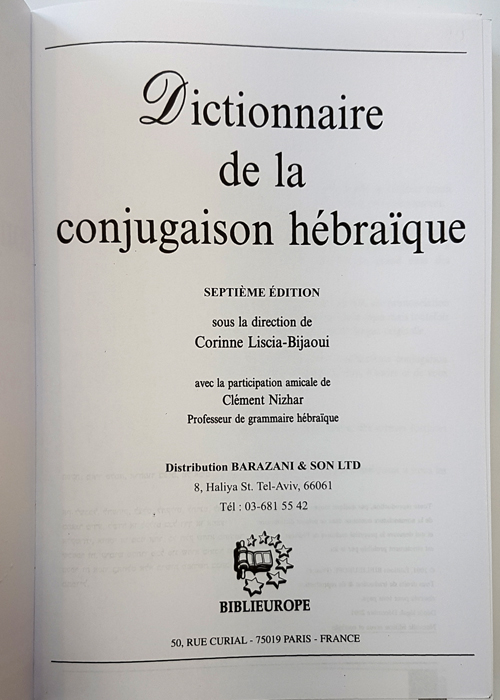 Dictionnaire
de la
conjugaison hébraïque
SEPTIÈME ÉDITION
sous la direction de
Corinne Liscia-Bijaoui
avec la participation amicale de
Clément Nizhar
Professeur de grammaire hébraïque
Distribution BARAZANI & SON LTD
8, Haliya St. Tel-Aviv, 66061
Tél : 03-681 55 42
BIBLIEUROPE
50, RUE CURIAL - 75019 PARIS - FRANCE